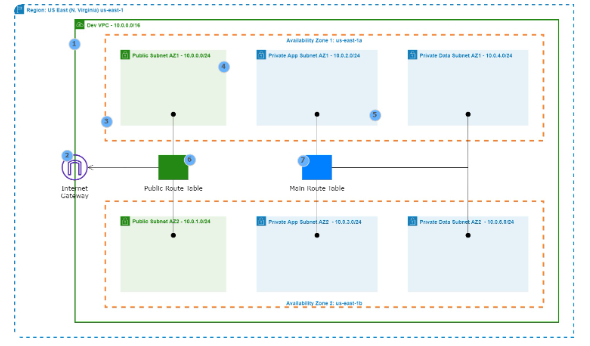 Region: US East (N. Virginia) us-east-1
Dev VPC - 10.0.0.0/16
1
Availability Zone 1: us-east-1a
Public Subnet AZ1 - 10.0.0.0/24
Private App Subnet AZ1 - 10.0.2.0/24
Private Data Subnet AZ1 - 10.0.4.0/24
4
5
3
2
6
7
Internet
Gateway
Public Route Table
Main Route Table
Public Subnet AZ2 - 10.0.1.0/24
Private App Subnet AZ2 - 10.0.3.0/24
Private Data Subnet AZ2 - 10.0.5.0/24
Availability Zone 2: us-east-1b